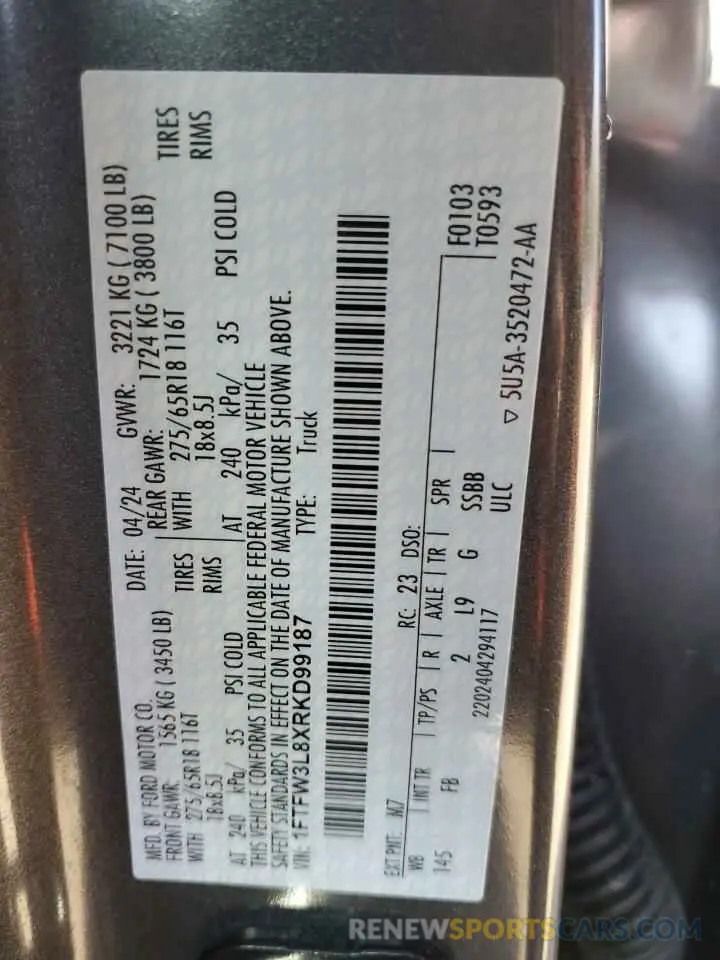 MFD. BY FORD MOTOR CO.
DATE: 04/24 GVWR: 3221 KG ( 7100 LB)
FRONT GAWR: 1565 KG ( 3450 LB) REAR GAWR: 1724 KG ( 3800 LB)
WITH 275/65R18 116T TIRES WITH 275/65R18 116T TIRES
18x8.5J RIMS 18x8.5J RIMS
AT 240 kPa/ 35 PSI COLD AT 240 kPa/ 35 PSI COLD
THIS VEHICLE CONFORMS TO ALL APPLICABLE FEDERAL MOTOR VEHICLE
SAFETY STANDARDS IN EFFECT ON THE DATE OF MANUFACTURE SHOWN ABOVE.
VIN: 1FTFW3L8XRKD99187 TYPE: Truck
EXT PNT: M7 RC: 23 DSO: F0103
WB INT TR TP/PS R AXLE TR SPR T0593
145 FB 2 L9 G SSBB
2202404294117 ULC
▽ 5U5A-3520472-AA
RENEWSPORTSCARS.COM